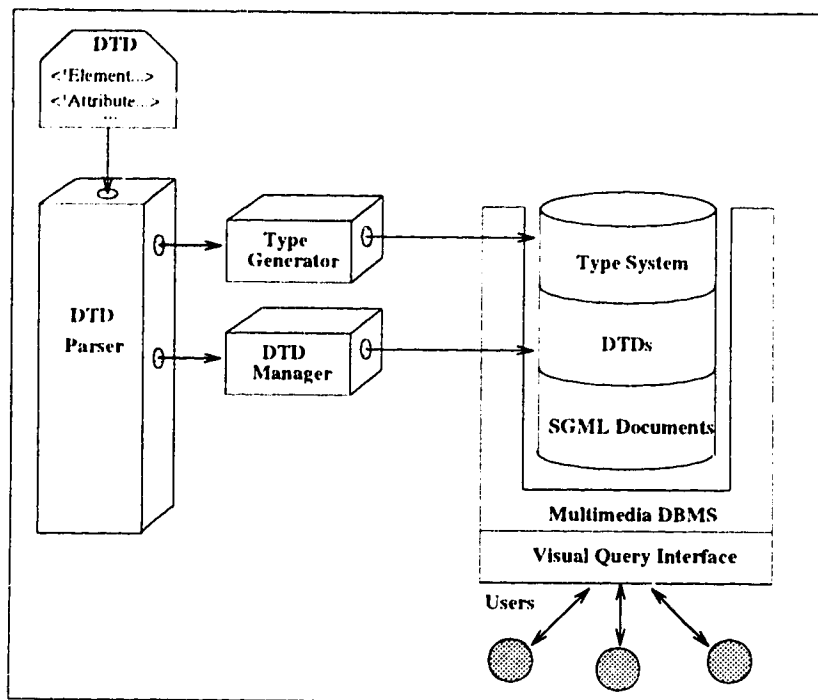 DTD
<!Element...>
<!Attribute...>
...
Type
Generator
Type System
DTD
Parser
DTD
Manager
DTDs
SGML Documents
Multimedia DBMS
Visual Query Interface
Users